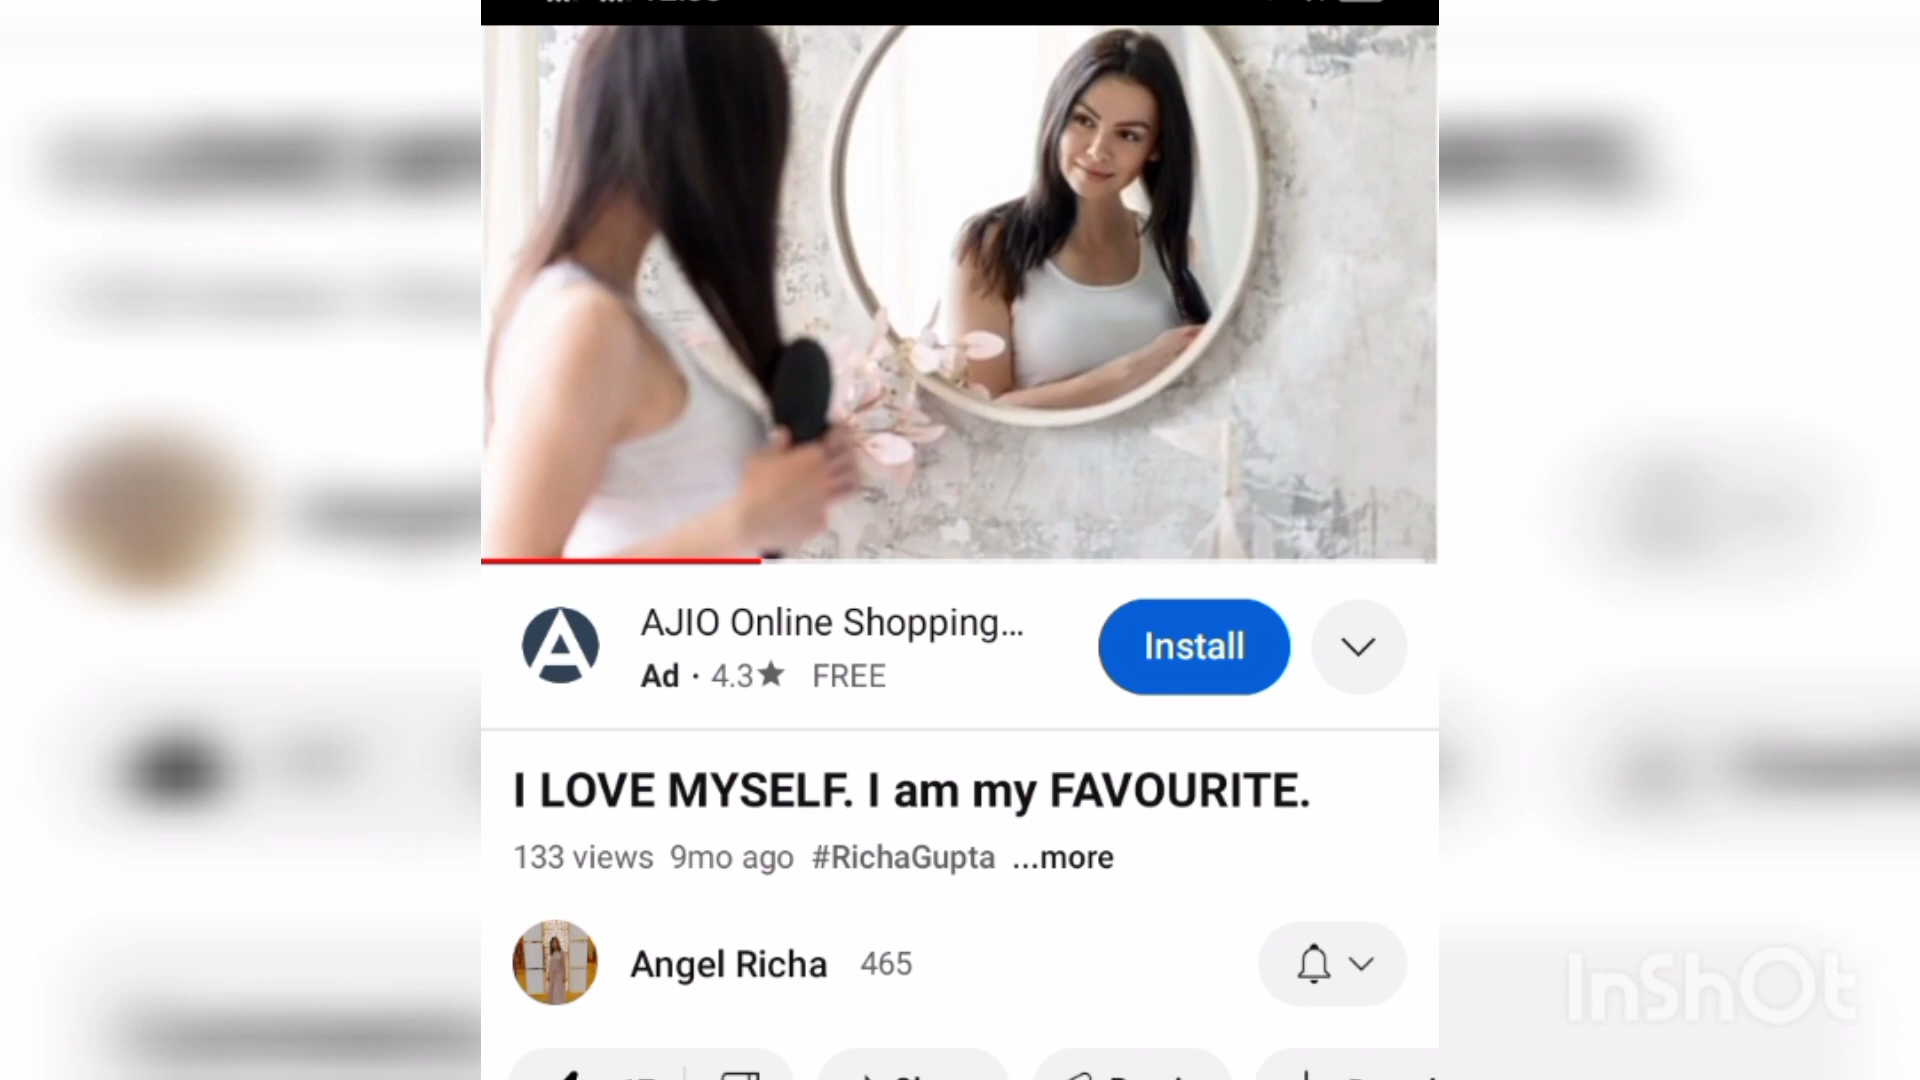 AJIO Online Shopping...
Ad · 4.3★ FREE
Install
I LOVE MYSELF. I am my FAVOURITE.
133 views 9mo ago #RichaGupta ...more
Angel Richa 465
InShOt